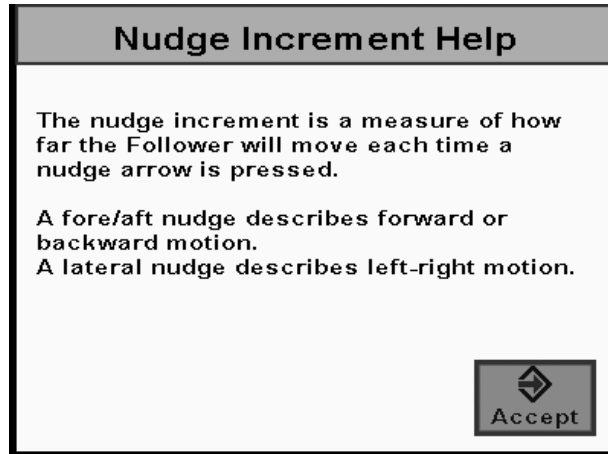 Nudge Increment Help
The nudge increment is a measure of how
far the Follower will move each time a
nudge arrow is pressed.
A fore/aft nudge describes forward or
backward motion.
A lateral nudge describes left-right motion.
Accept